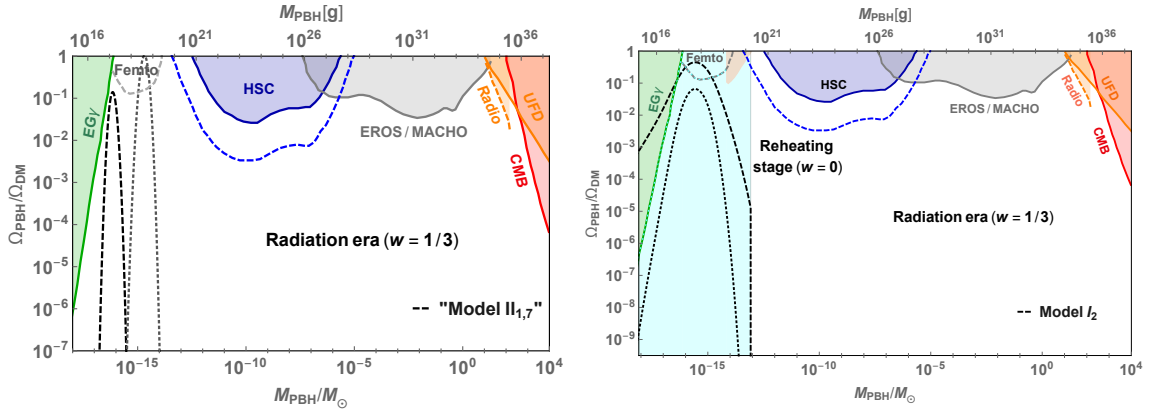 M_PBH[g]
10^16 10^21 10^26 10^31 10^36
1
10^-1
10^-2
10^-3
10^-4
10^-5
10^-6
10^-7
Ω_PBH/Ω_DM
EGγ
Femto
HSC
EROS/MACHO
Radio
UFD
CMB
Radiation era (w = 1/3)
"Model II_1,7"
10^-15 10^-10 10^-5 10^0 10^4
M_PBH/M_⊙
M_PBH[g]
10^16 10^21 10^26 10^31 10^36
1
10^-1
10^-2
10^-3
10^-4
10^-5
10^-6
10^-7
10^-8
10^-9
Ω_PBH/Ω_DM
EGγ
Femto
HSC
EROS/MACHO
Radio
UFD
CMB
Reheating
stage (w = 0)
Radiation era (w = 1/3)
Model I_2
10^-15 10^-10 10^-5 10^0 10^4
M_PBH/M_⊙